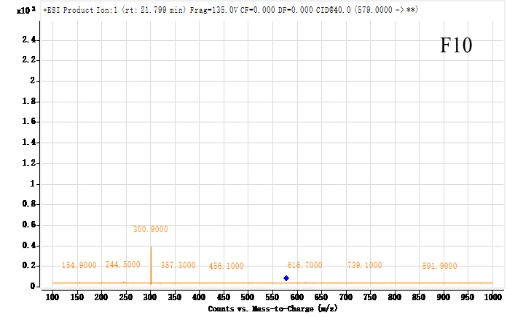 x10³ +ESI Product Ion:1 (rt: 21.799 min) Frag=135.0V CF=0.000 DF=0.000 CID@40.0 (579.0000 -> **)
F10
2.4
2.2
2
1.8
1.6
1.4
1.2
1
0.8
0.6
0.4
0.2
0
300.9000
154.9000 244.5000 357.3000 456.1000 616.7000 739.1000 891.9000
100 150 200 250 300 350 400 450 500 550 600 650 700 750 800 850 900 950 1000
Counts vs. Mass-to-Charge (m/z)